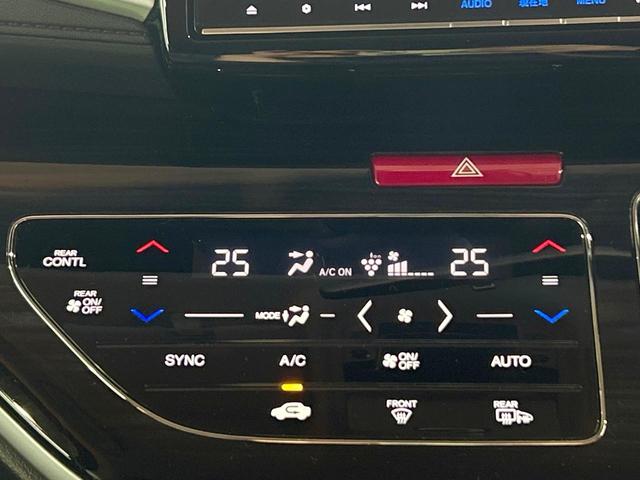 AUDIO 現在地 MENU
REAR
CONTL
25 A/C ON 25
REAR
ON/
OFF
MODE
SYNC A/C ON/
OFF AUTO
FRONT REAR